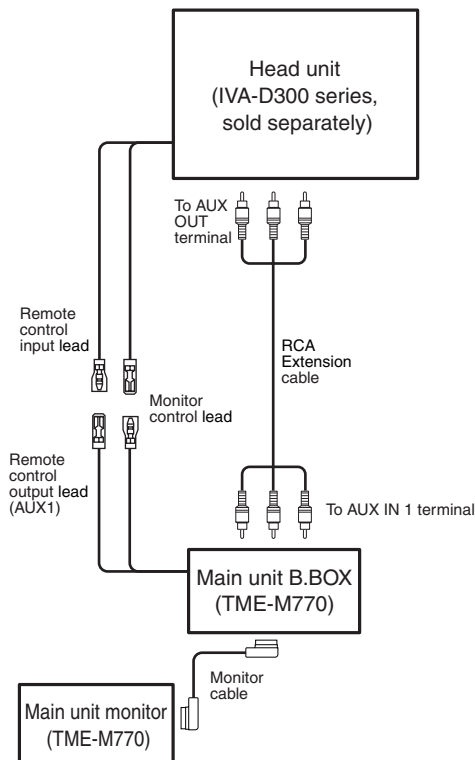 Head unit
(IVA-D300 series,
sold separately)
To AUX
OUT
terminal
Remote
control
input lead
RCA
Extension
cable
Monitor
control lead
Remote
control
output lead
(AUX1)
To AUX IN 1 terminal
Main unit B.BOX
(TME-M770)
Monitor
cable
Main unit monitor
(TME-M770)